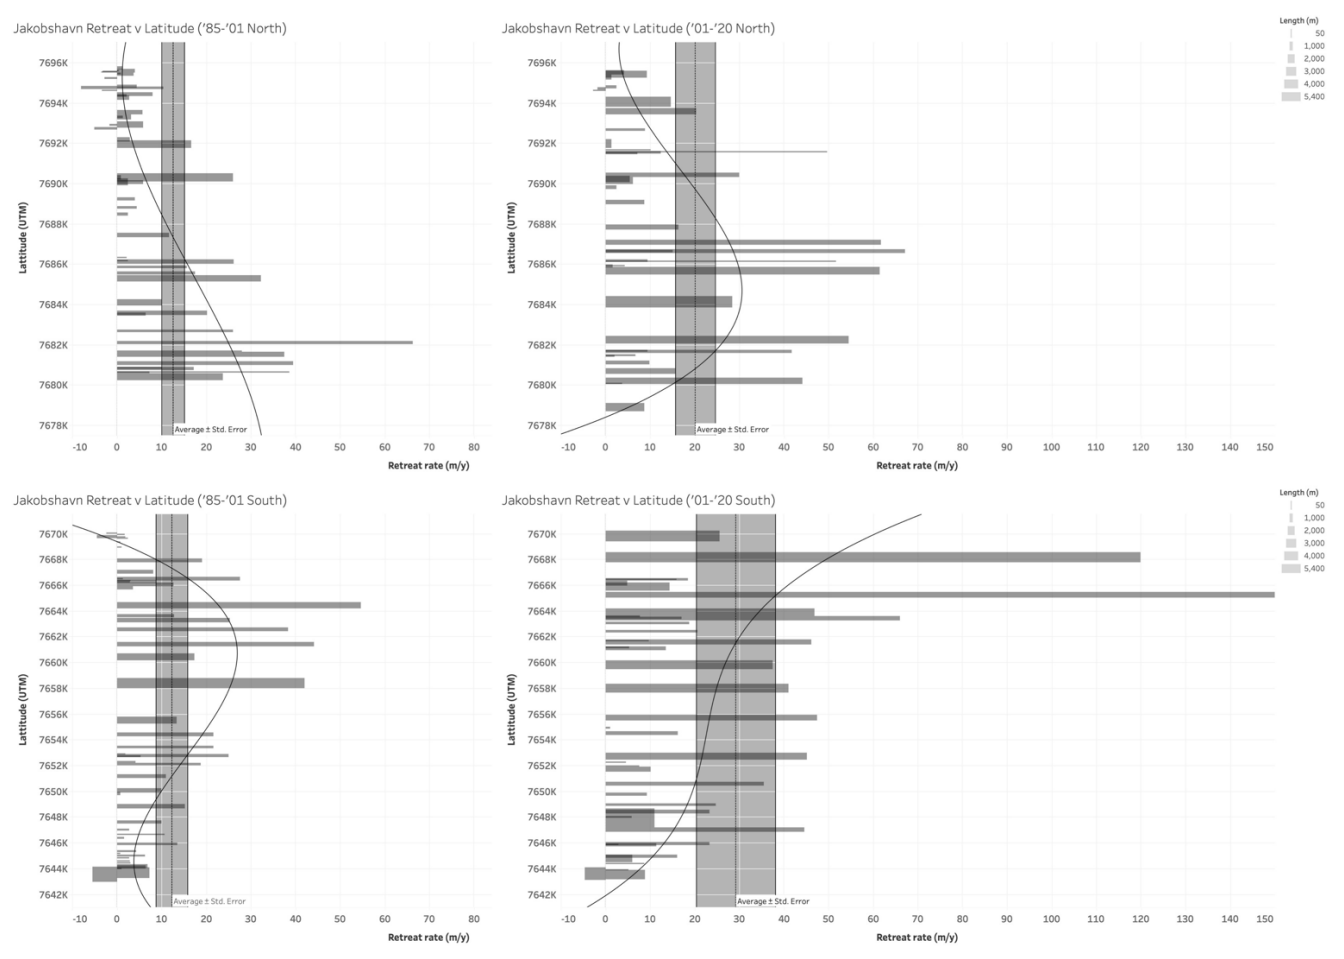 Jakobshavn Retreat v Latitude ('85-'01 North)
7696K
7694K
7692K
7690K
7688K
7686K
7684K
7682K
7680K
7678K
Lattitude (UTM)
Average ± Std. Error
-10 0 10 20 30 40 50 60 70 80
Retreat rate (m/y)
Jakobshavn Retreat v Latitude ('01-'20 North)
7696K
7694K
7692K
7690K
7688K
7686K
7684K
7682K
7680K
7678K
Lattitude (UTM)
Average ± Std. Error
-10 0 10 20 30 40 50 60 70 80 90 100 110 120 130 140 150
Retreat rate (m/y)
Length (m)
50
1,000
2,000
3,000
4,000
5,400
Jakobshavn Retreat v Latitude ('85-'01 South)
7670K
7668K
7666K
7664K
7662K
7660K
7658K
7656K
7654K
7652K
7650K
7648K
7646K
7644K
7642K
Lattitude (UTM)
Average ± Std. Error
-10 0 10 20 30 40 50 60 70 80
Retreat rate (m/y)
Jakobshavn Retreat v Latitude ('01-'20 South)
7670K
7668K
7666K
7664K
7662K
7660K
7658K
7656K
7654K
7652K
7650K
7648K
7646K
7644K
7642K
Lattitude (UTM)
Average ± Std. Error
-10 0 10 20 30 40 50 60 70 80 90 100 110 120 130 140 150
Retreat rate (m/y)
Length (m)
50
1,000
2,000
3,000
4,000
5,400